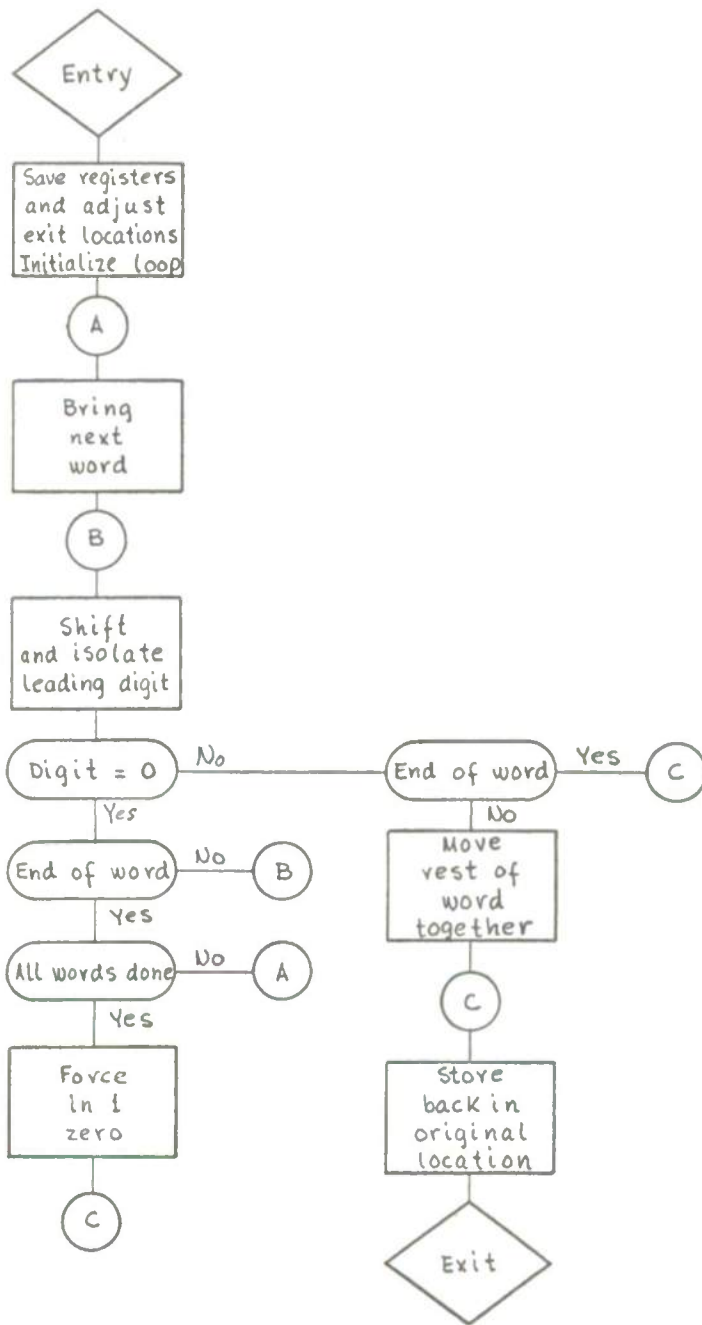 Entry
Save registers
and adjust
exit locations
Initialize loop
A
Bring
next
word
B
Shift
and isolate
leading digit
Digit = 0
No
Yes
End of word
No
B
Yes
All words done
No
A
Yes
Force
in 1
zero
C
End of word
Yes
C
No
Move
rest of
word
together
C
Store
back in
original
location
Exit